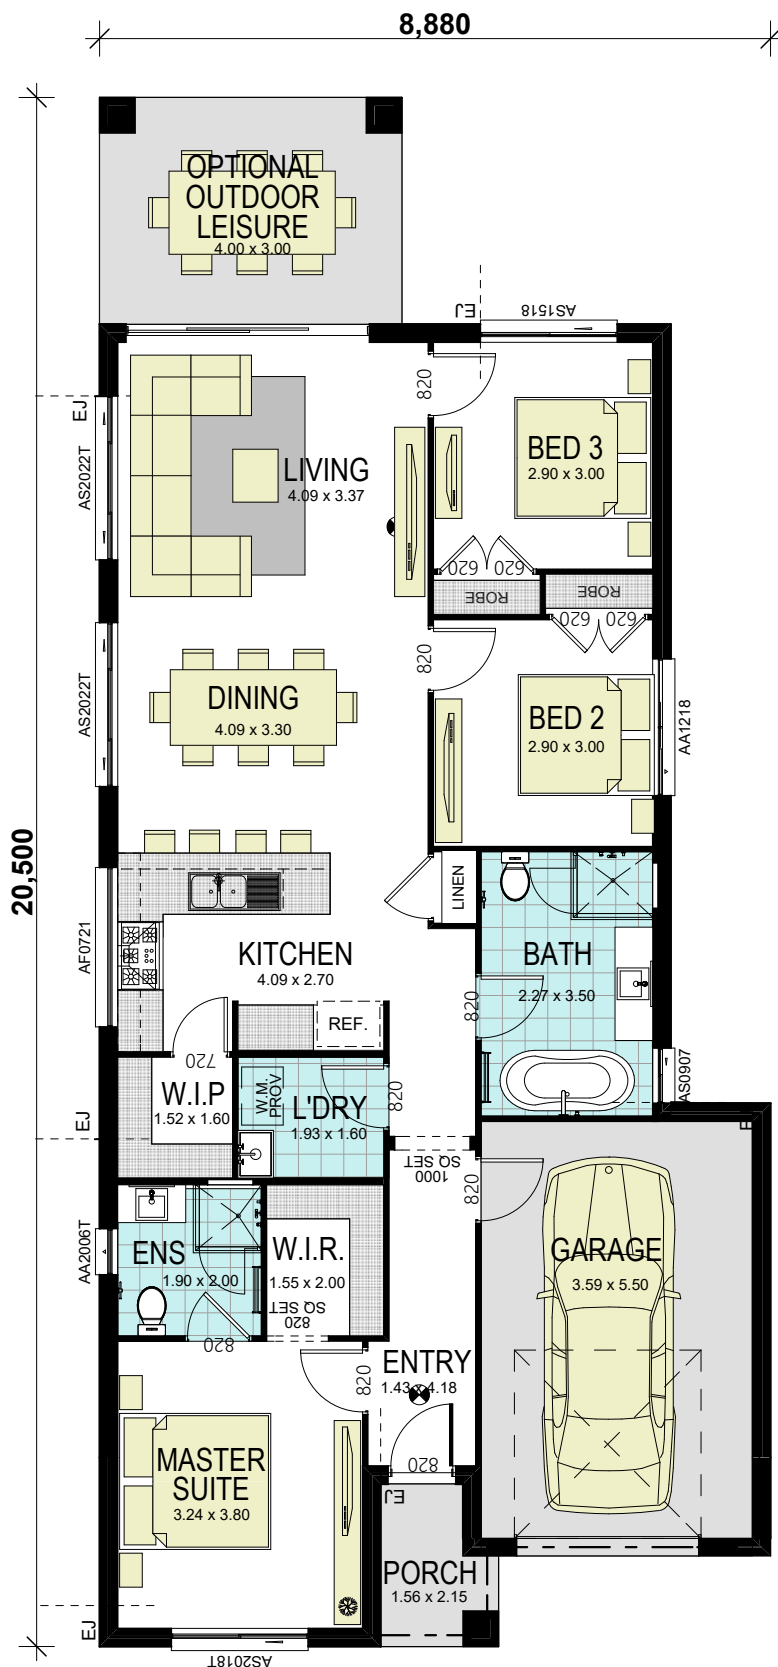 8,880
20,500
OPTIONAL
OUTDOOR
LEISURE
4.00 x 3.00
EJ
AS1518
820
EJ
AS2022T
LIVING
4.09 x 3.37
BED 3
2.90 x 3.00
620 620
ROBE
ROBE
620 620
820
AS2022T
DINING
4.09 x 3.30
BED 2
2.90 x 3.00
AA1218
LINEN
AF0721
KITCHEN
4.09 x 2.70
BATH
2.27 x 3.50
820
REF.
720
AS0907
W.I.P
1.52 x 1.60
W.M.
PROV
L'DRY
1.93 x 1.60
820
EJ
1000
SQ SET
820
E
AA2006T
ENS
1.90 x 2.00
W.I.R.
1.55 x 2.00
820
SQ SET
GARAGE
3.59 x 5.50
820
820
ENTRY
1.43 x 4.18
820
MASTER
SUITE
3.24 x 3.80
EJ
PORCH
1.56 x 2.15
EJ
AS2018T